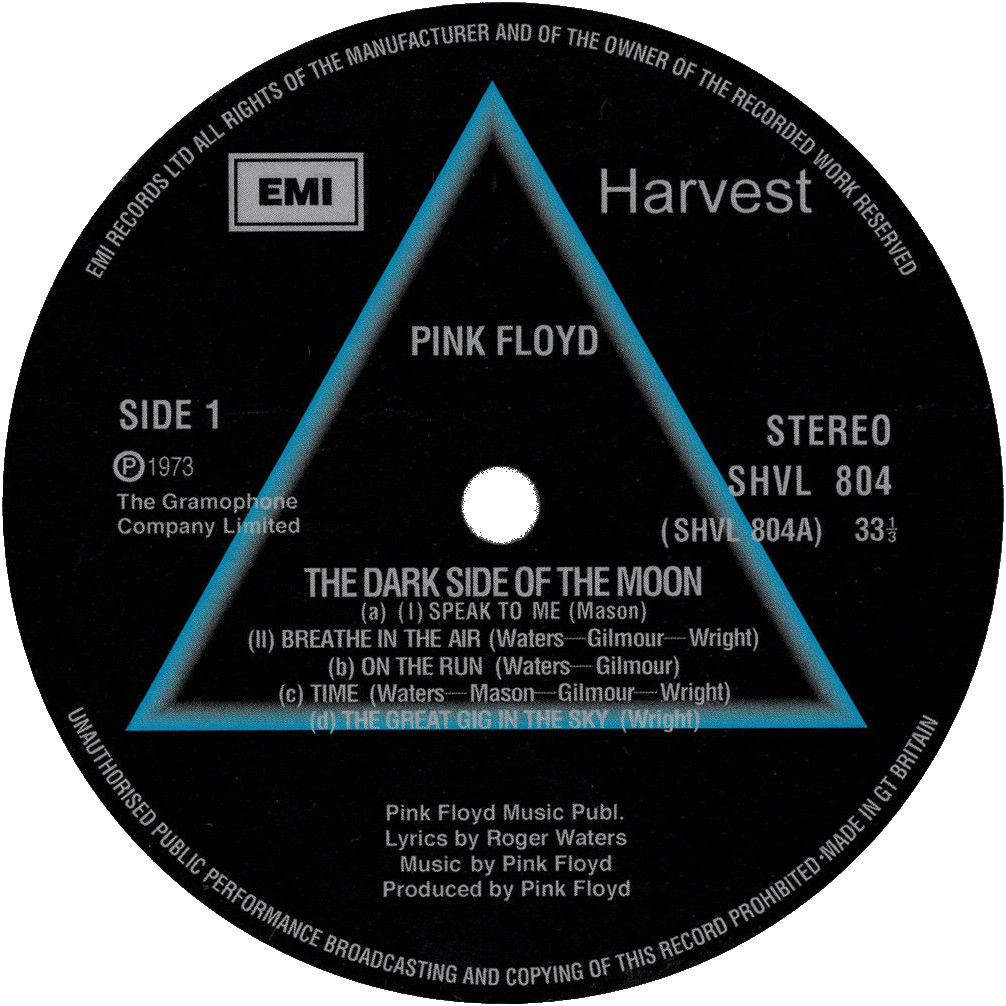 EMI RECORDS LTD ALL RIGHTS OF THE MANUFACTURER AND OF THE OWNER OF THE RECORDED WORK RESERVED
EMI
Harvest
PINK FLOYD
SIDE 1
℗1973
The Gramophone
Company Limited
STEREO
SHVL 804
(SHVL 804A) 33⅓
THE DARK SIDE OF THE MOON
(a) (I) SPEAK TO ME (Mason)
(II) BREATHE IN THE AIR (Waters—Gilmour—Wright)
(b) ON THE RUN (Waters—Gilmour)
(c) TIME (Waters—Mason—Gilmour—Wright)
(d) THE GREAT GIG IN THE SKY (Wright)
Pink Floyd Music Publ.
Lyrics by Roger Waters
Music by Pink Floyd
Produced by Pink Floyd
UNAUTHORISED PUBLIC PERFORMANCE BROADCASTING AND COPYING OF THIS RECORD PROHIBITED·MADE IN GT BRITAIN